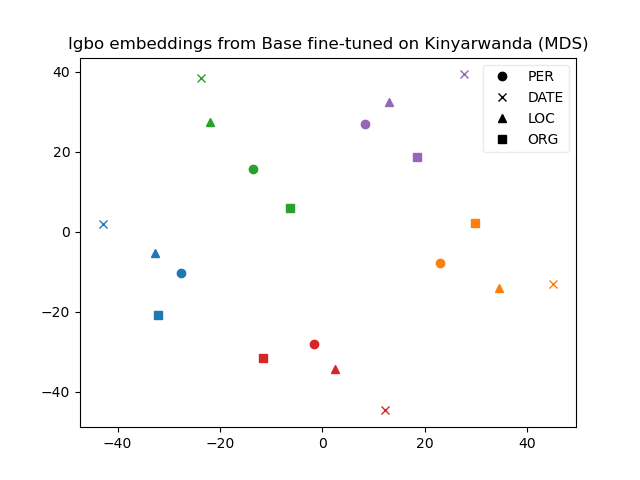 Igbo embeddings from Base fine-tuned on Kinyarwanda (MDS)
PER
DATE
LOC
ORG
40
20
0
−20
−40
−40
−20
0
20
40